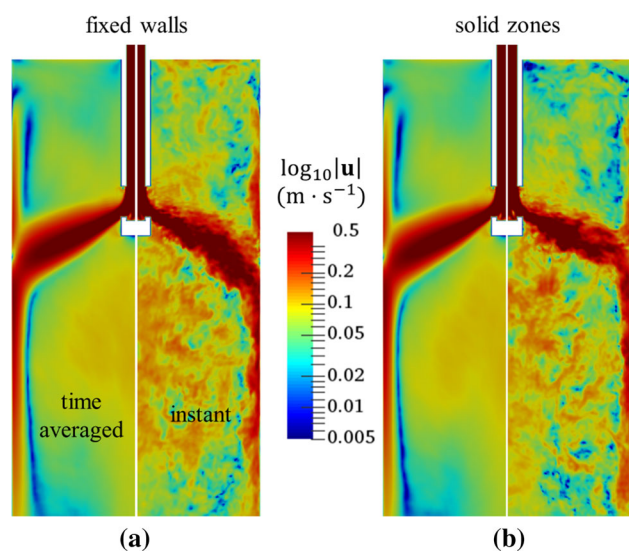 fixed walls
solid zones
log₁₀|u|
(m · s⁻¹)
0.5
0.2
0.1
0.05
0.02
0.01
0.005
time
averaged
instant
(a)
(b)